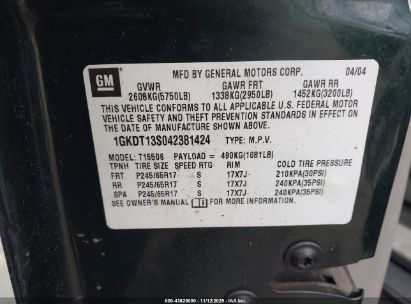 GM
MFD BY GENERAL MOTORS CORP. 04/04
GVWR GAWR FRT GAWR RR
2608KG(5750LB) 1338KG(2950LB) 1452KG(3200LB)
THIS VEHICLE CONFORMS TO ALL APPLICABLE U.S. FEDERAL MOTOR
VEHICLE SAFETY AND THEFT PREVENTION STANDARDS IN EFFECT ON
THE DATE OF MANUFACTURE SHOWN ABOVE.
1GKDT13S042381424 TYPE: M.P.V.
MODEL: T15506 PAYLOAD = 490KG(1081LB)
TPNH TIRE SIZE SPEED RTG RIM COLD TIRE PRESSURE
FRT P245/65R17 S 17X7J 210KPA(30PSI)
RR P245/65R17 S 17X7J 240KPA(35PSI)
SPA P245/65R17 S 17X7J 240KPA(35PSI)
SEE OWNER'S MANUAL FOR MORE INFORMATION.